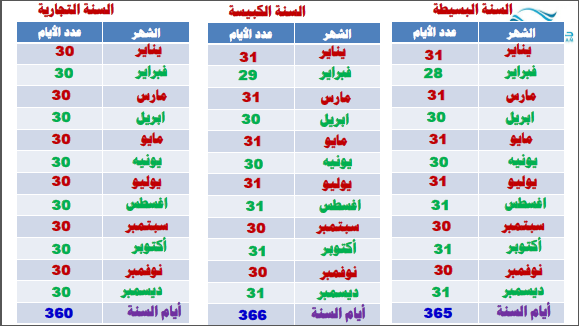 السنة البسيطة
الشهر عدد الأيام
يناير 31
فبراير 28
مارس 31
ابريل 30
مايو 31
يونيه 30
يوليو 31
اغسطس 31
سبتمبر 30
أكتوبر 31
نوفمبر 30
ديسمبر 31
أيام السنة 365
السنة الكبيسة
الشهر عدد الأيام
يناير 31
فبراير 29
مارس 31
ابريل 30
مايو 31
يونيه 30
يوليو 31
اغسطس 31
سبتمبر 30
أكتوبر 31
نوفمبر 30
ديسمبر 31
أيام السنة 366
السنة التجارية
الشهر عدد الأيام
يناير 30
فبراير 30
مارس 30
ابريل 30
مايو 30
يونيه 30
يوليو 30
اغسطس 30
سبتمبر 30
أكتوبر 30
نوفمبر 30
ديسمبر 30
أيام السنة 360